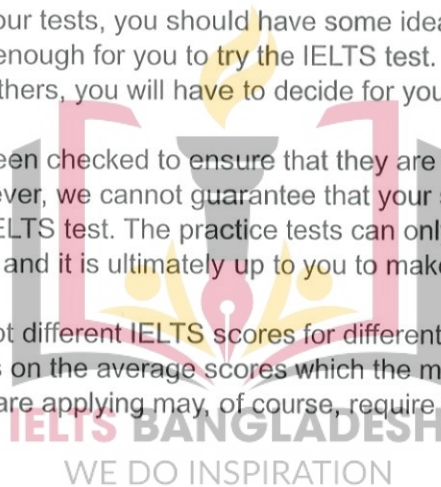 our tests, you should have some idea
enough for you to try the IELTS test.
thers, you will have to decide for you
een checked to ensure that they are
ever, we cannot guarantee that your
ELTS test. The practice tests can onl
and it is ultimately up to you to make
ot different IELTS scores for different
s on the average scores which the m
are applying may, of course, require
IELTS BANGLADESH
WE DO INSPIRATION